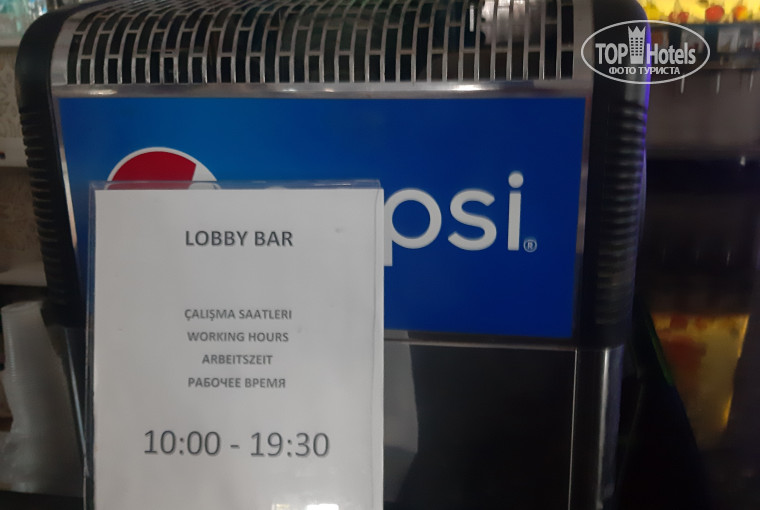 TOP Hotels
ФОТО ТУРИСТА
psi®
LOBBY BAR
ÇALIŞMA SAATLERI
WORKING HOURS
ARBEITSZEIT
РАБОЧЕЕ ВРЕМЯ
10:00 - 19:30